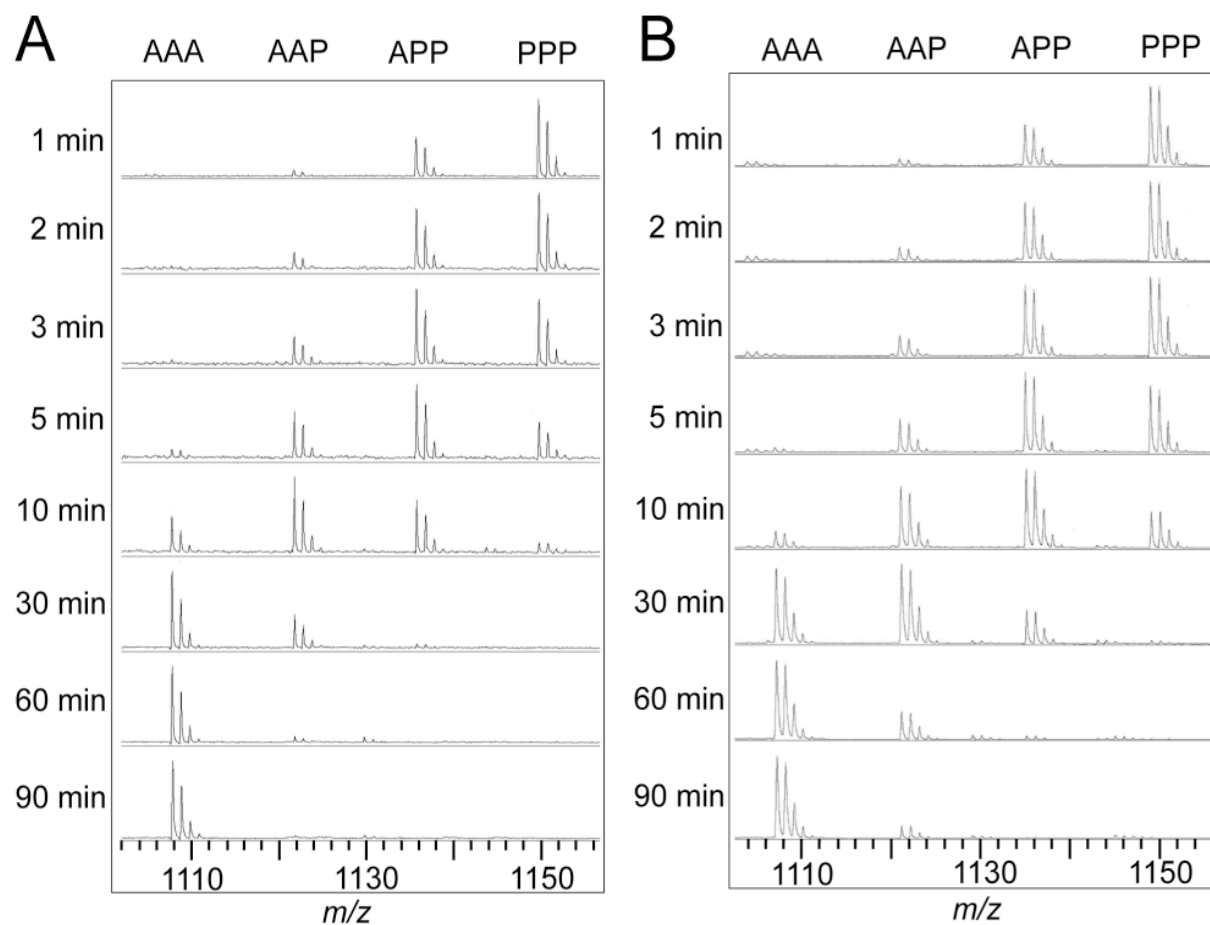 A
AAA AAP APP PPP
1 min
2 min
3 min
5 min
10 min
30 min
60 min
90 min
1110 1130 1150
m/z
B
AAA AAP APP PPP
1 min
2 min
3 min
5 min
10 min
30 min
60 min
90 min
1110 1130 1150
m/z